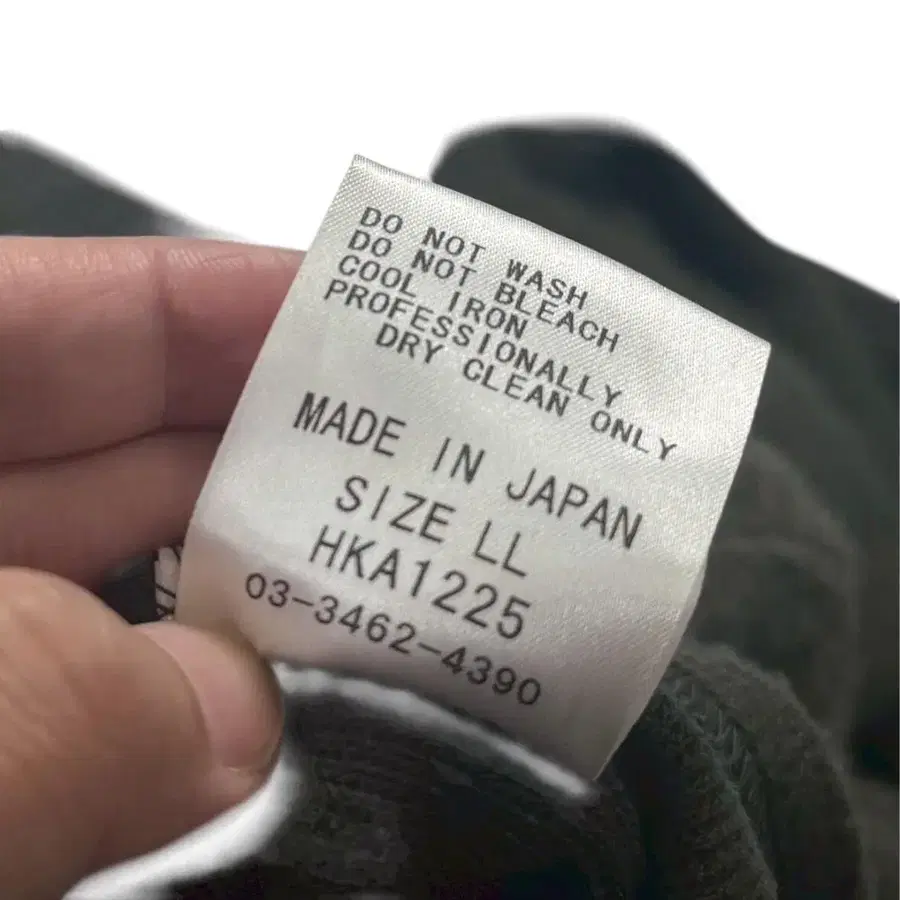 DO NOT WASH
DO NOT BLEACH
COOL IRON
PROFESSIONALLY
DRY CLEAN ONLY
MADE IN JAPAN
SIZE LL
HKA1225
03-3462-4390